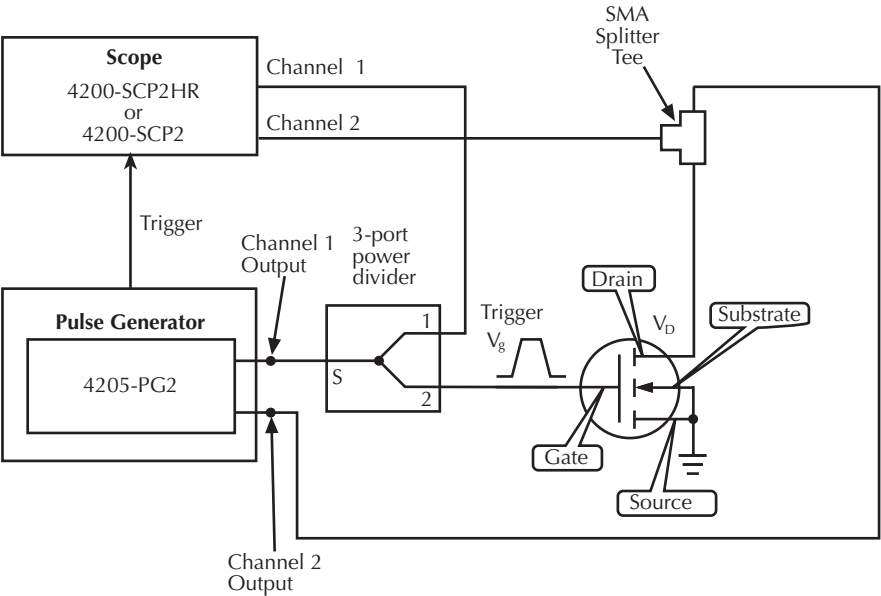 SMA
Splitter
Tee
Scope
4200-SCP2HR
or
4200-SCP2
Channel 1
Channel 2
Trigger
Channel 1
Output
3-port
power
divider
Pulse Generator
4205-PG2
S
1
2
Trigger
Vg
Drain
VD
Substrate
Gate
Source
Channel 2
Output